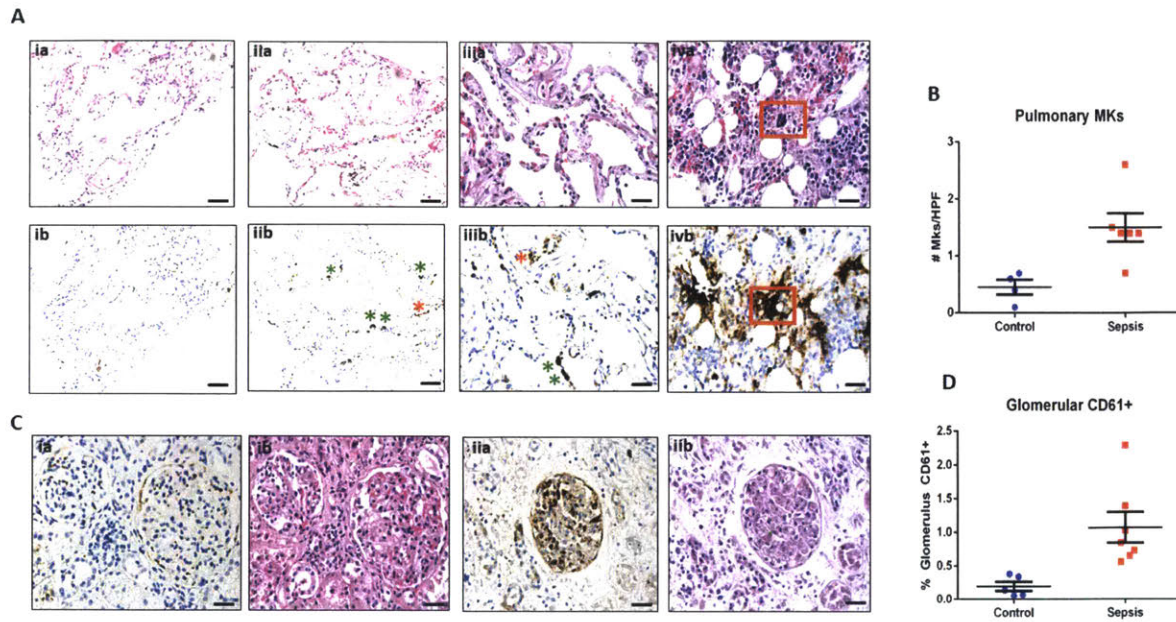 A
ia
iia
iiia
iva
ib
iib
iiib
ivb
B
Pulmonary MKs
# Mks/HPF
3
2
1
0
Control
Sepsis
C
ia
ib
iia
iib
D
Glomerular CD61+
% Glomerulus CD61+
2.5
2.0
1.5
1.0
0.5
0.0
Control
Sepsis